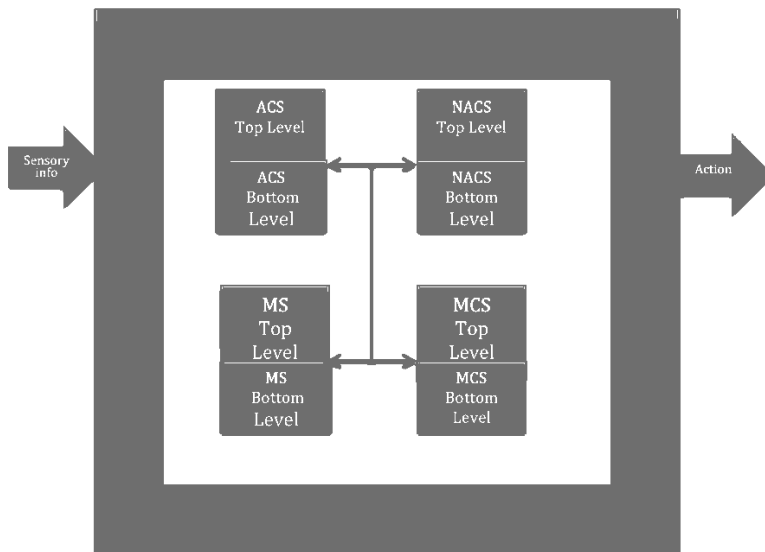 ACS
Top Level
NACS
Top Level
Sensory
info
ACS
Bottom
Level
NACS
Bottom
Level
Action
MS
Top
Level
MCS
Top
Level
MS
Bottom
Level
MCS
Bottom
Level